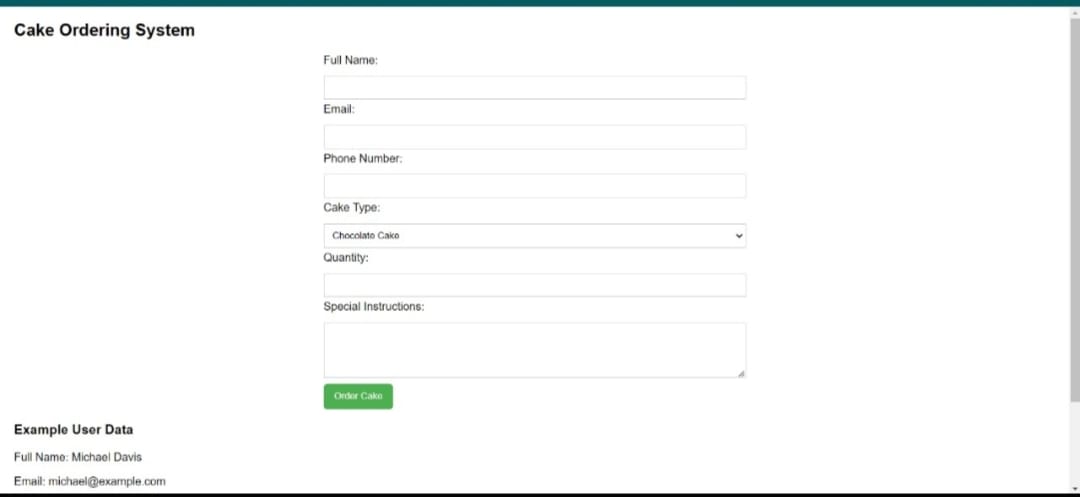 Cake Ordering System
Full Name:
Email:
Phone Number:
Cake Type:
Chocolate Cake
Quantity:
Special Instructions:
Order Cake
Example User Data
Full Name: Michael Davis
Email: michael@example.com